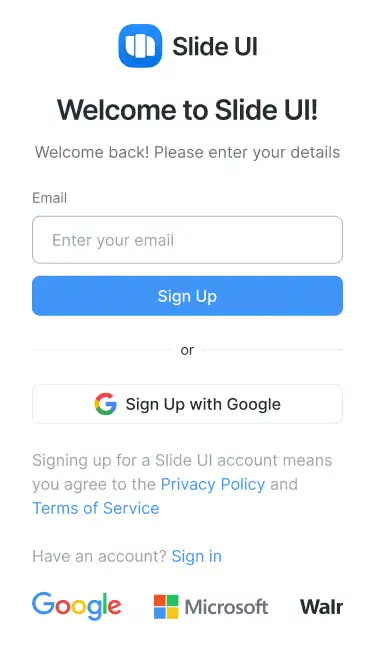 Slide UI
Welcome to Slide UI!
Welcome back! Please enter your details
Email
Enter your email
Sign Up
or
Sign Up with Google
Signing up for a Slide UI account means
you agree to the Privacy Policy and
Terms of Service
Have an account? Sign in
Google Microsoft Walr